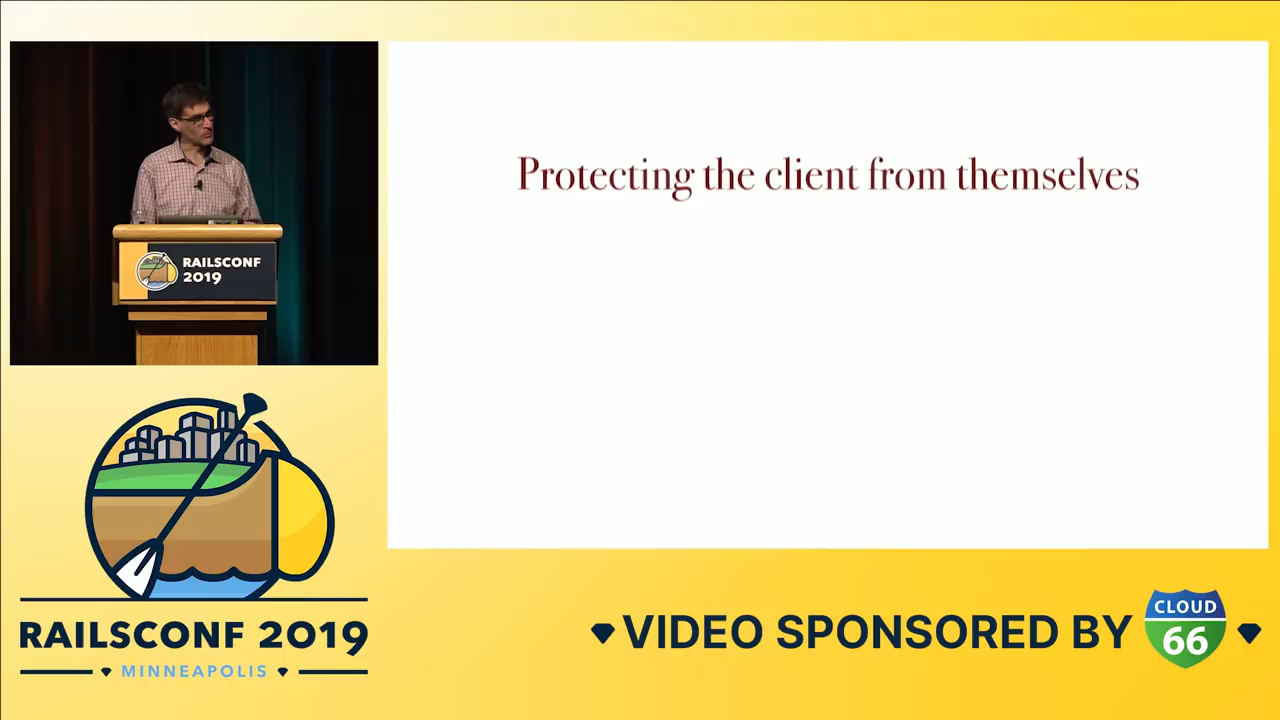 Protecting the client from themselves
RAILSCONF
2019
RAILSCONF 2019
MINNEAPOLIS
VIDEO SPONSORED BY
CLOUD
66